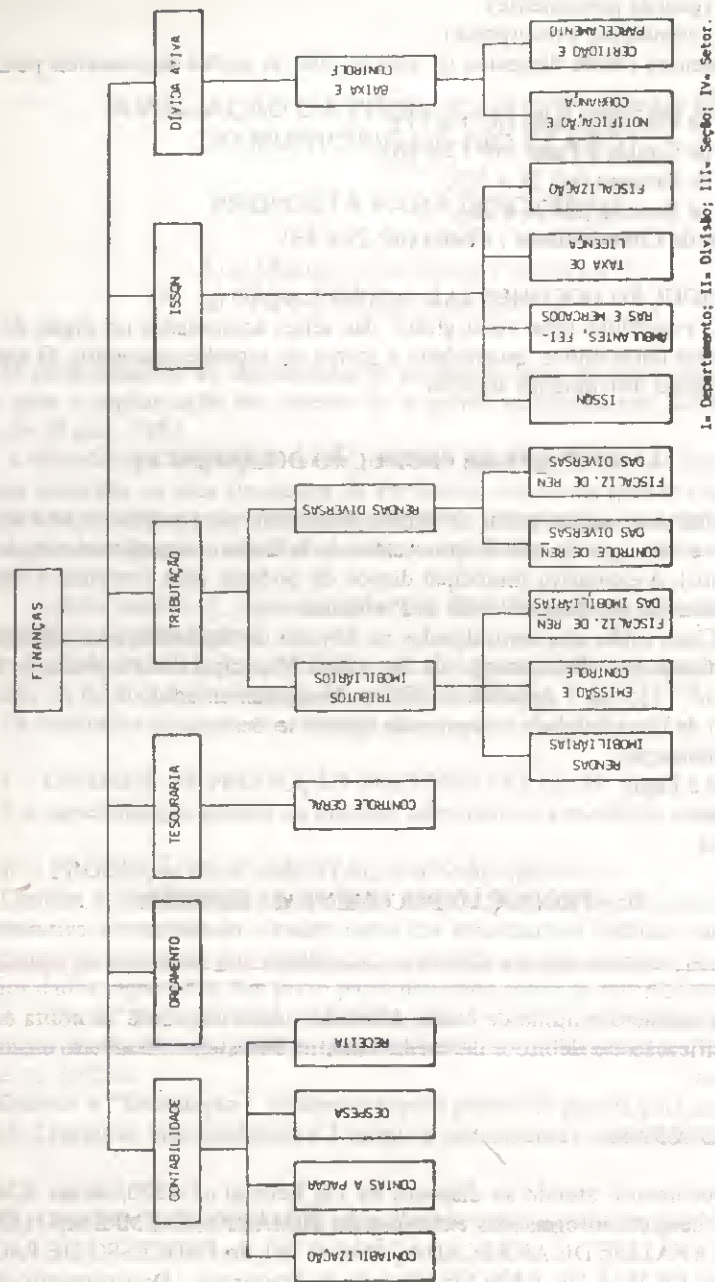 FINANÇAS
CONTABILIDADE
ORÇAMENTO
TESOURARIA
TRIBUTAÇÃO
ISSQN
DÍVIDA ATIVA
CONTROLE GERAL
TRIBUTOS
IMOBILIÁRIOS
RENDAS DIVERSAS
BAIXA E
CONTROLE
CONTABILIZAÇÃO
CONTAS A PAGAR
DESPESA
RECEITA
RENDAS
IMOBILIÁRIAS
EMISSÃO E
CONTROLE
FISCALIZ. DE REN
DAS IMOBILIÁRIAS
CONTROLE DE REN
DAS DIVERSAS
FISCALIZ. DE REN
DAS DIVERSAS
ISSQN
AMBULANTES, FEI-
RAS E MERCADOS
TAXA DE
LICENÇA
FISCALIZAÇÃO
NOTIFICAÇÃO E
COBRANÇA
CERTIDÃO E
PARCELAMENTO
I= Departamento; II= Divisão; III= Seção; IV= Setor.